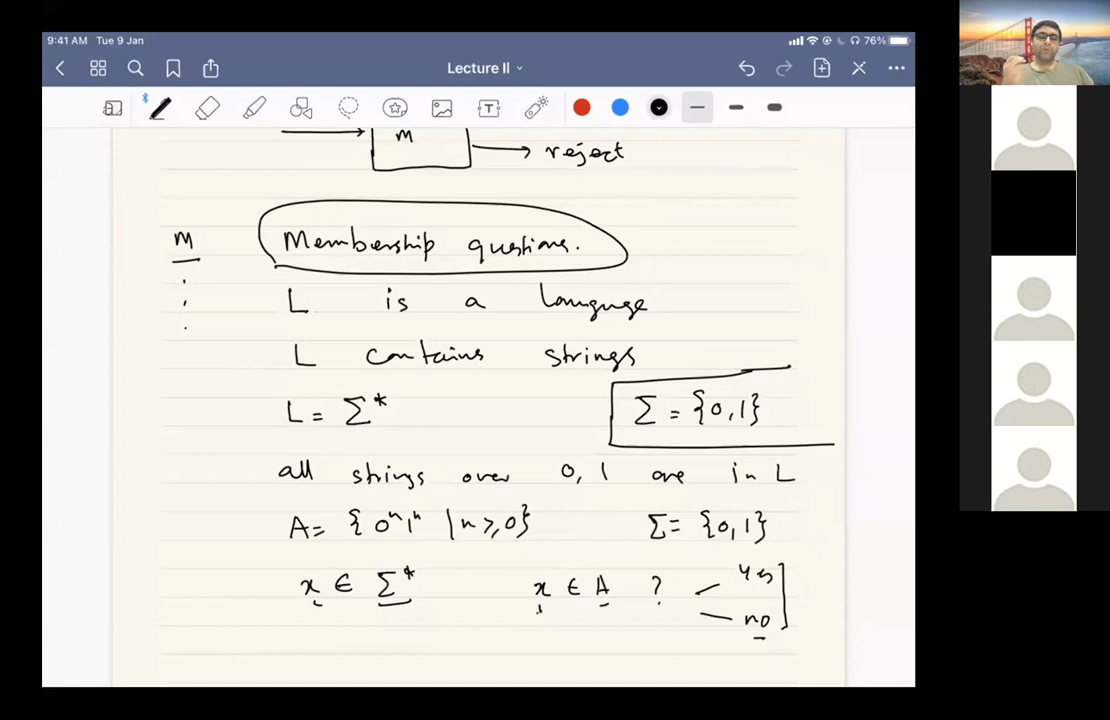 9:41 AM Tue 9 Jan
76%
Lecture II
M
reject
M
Membership questions.
L is a language
L contains strings
L = Σ*
Σ = {0,1}
all strings over 0, 1 are in L
A = {0ⁿ1ⁿ | n ≥, 0}
Σ = {0,1}
x ∈ Σ*
x ∈ A ?
Yes
no